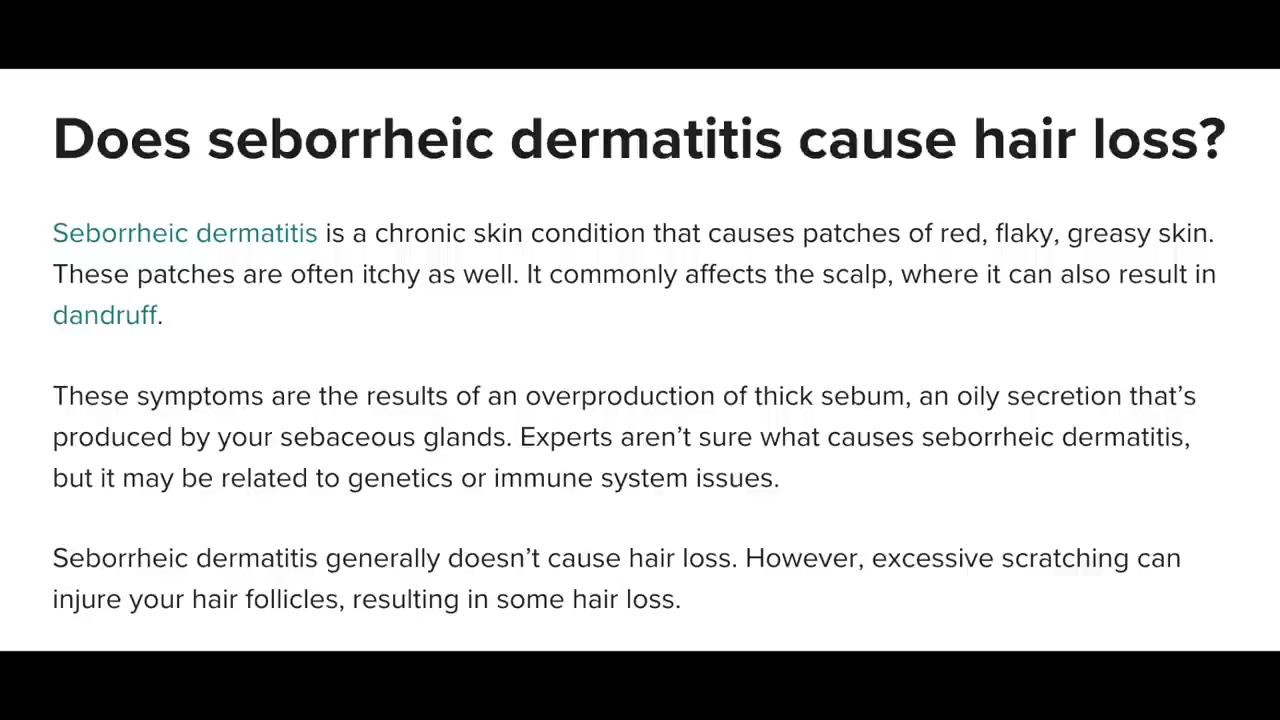 Does seborrheic dermatitis cause hair loss?
Seborrheic dermatitis is a chronic skin condition that causes patches of red, flaky, greasy skin.
These patches are often itchy as well. It commonly affects the scalp, where it can also result in
dandruff.
These symptoms are the results of an overproduction of thick sebum, an oily secretion that’s
produced by your sebaceous glands. Experts aren’t sure what causes seborrheic dermatitis,
but it may be related to genetics or immune system issues.
Seborrheic dermatitis generally doesn’t cause hair loss. However, excessive scratching can
injure your hair follicles, resulting in some hair loss.